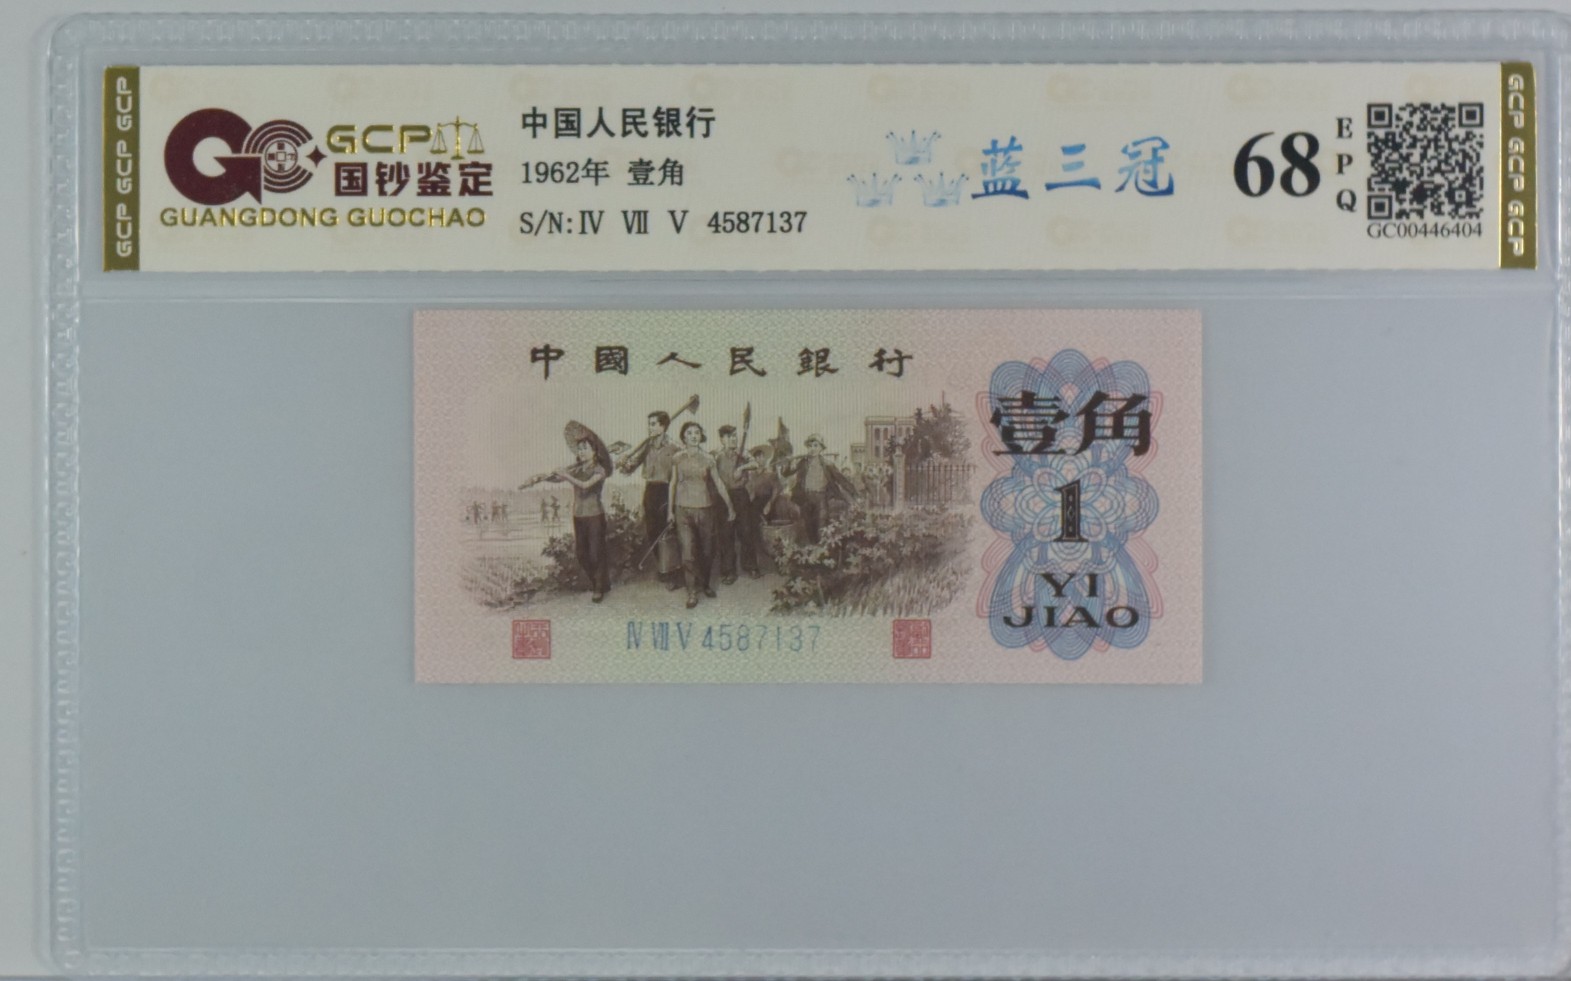 GCP GCP GCP
GCP
国钞鉴定
GUANGDONG GUOCHAO
中国人民银行
1962年 壹角
S/N: Ⅳ Ⅶ Ⅴ 4587137
蓝三冠
68
EPQ
GC00446404
GCP GCP GCP
中國人民銀行
壹角
1
YI
JIAO
Ⅳ Ⅶ Ⅴ 4587137